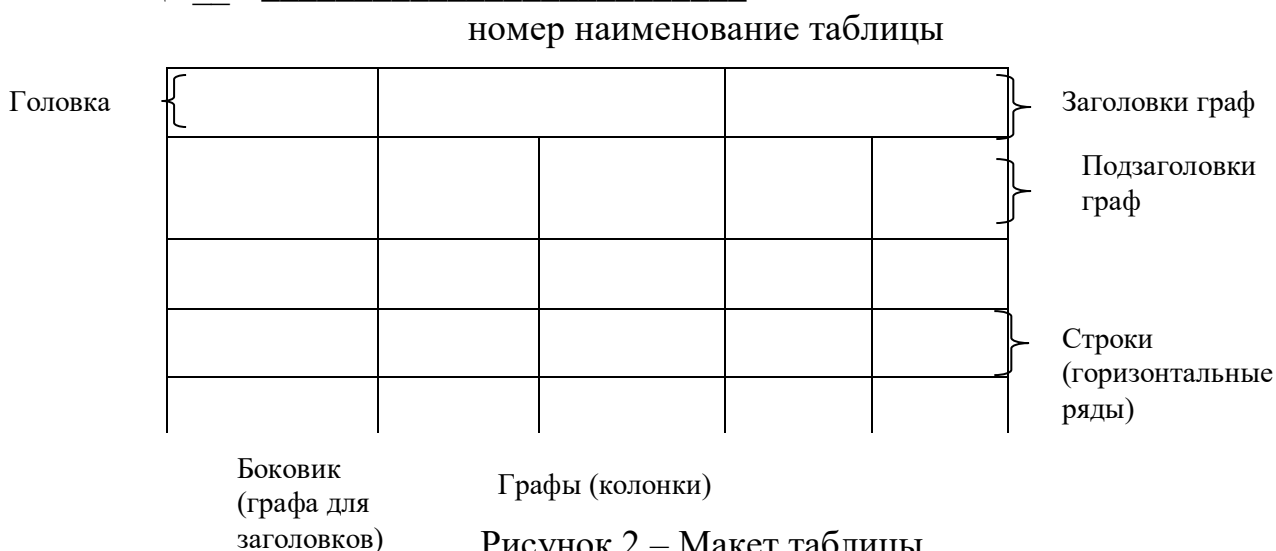 номер наименование таблицы
Головка
Заголовки граф
Подзаголовки
граф
Строки
(горизонтальные
ряды)
Боковик
(графа для
заголовков)
Графы (колонки)
Рисунок 2 – Макет таблицы